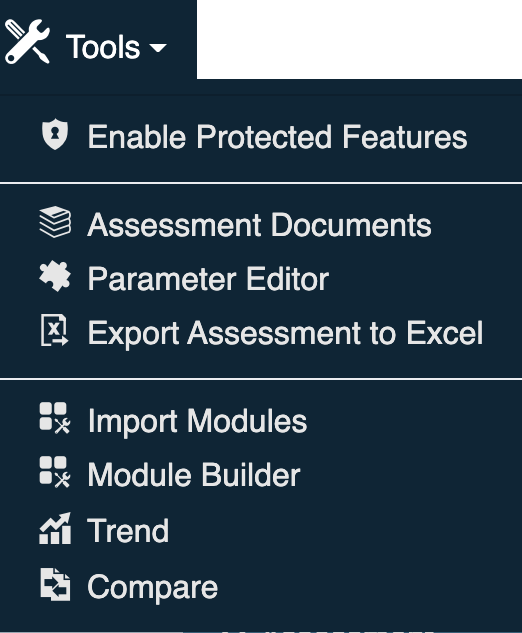 Tools
Enable Protected Features
Assessment Documents
Parameter Editor
Export Assessment to Excel
Import Modules
Module Builder
Trend
Compare